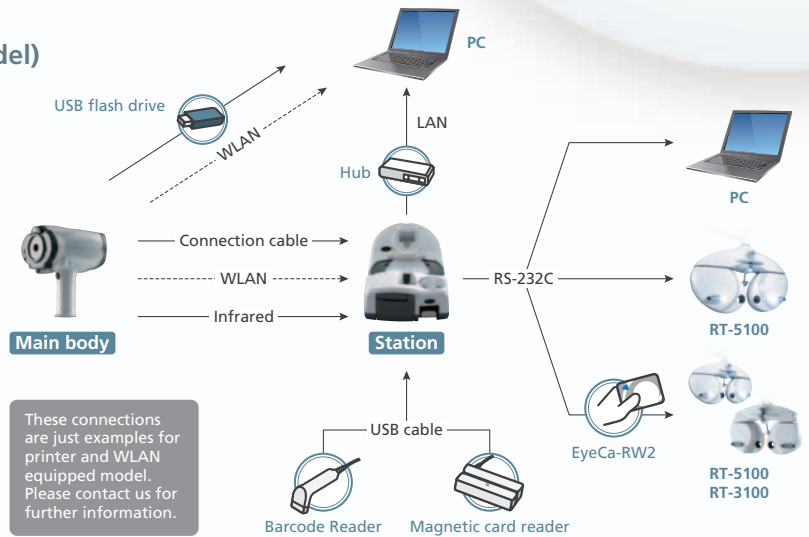 del)
PC
USB flash drive
WLAN
LAN
Hub
PC
Connection cable
WLAN
RS-232C
Infrared
RT-5100
Main body
Station
These connections
are just examples for
printer and WLAN
equipped model.
Please contact us for
further information.
USB cable
EyeCa-RW2
RT-5100
RT-3100
Barcode Reader
Magnetic card reader